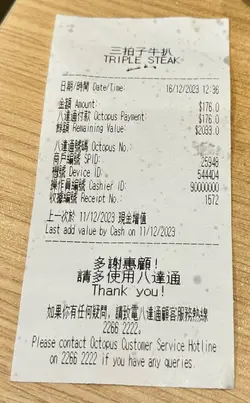 三拍子牛扒
TRIPLE STEAK
日期/時間 Date/Time: 16/12/2023 12:36
金額 Amount: $176.0
八達通付款 Octopus Payment: $176.0
餘額 Remaining Value: $2033.0
八達通號碼 Octopus No.:
商戶編號 SPID: 25946
機號 Device ID: 544404
操作員編號 Cashier ID: 90000000
收據編號 Receipt No.: 1572
上一次於 11/12/2023 現金增值
Last add value by Cash on 11/12/2023
多謝惠顧!
請多使用八達通
Thank you!
如果你有任何疑問, 請致電八達通顧客服務熱線
2266 2222.
Please contact Octopus Customer Service Hotline
on 2266 2222 if you have any queries.